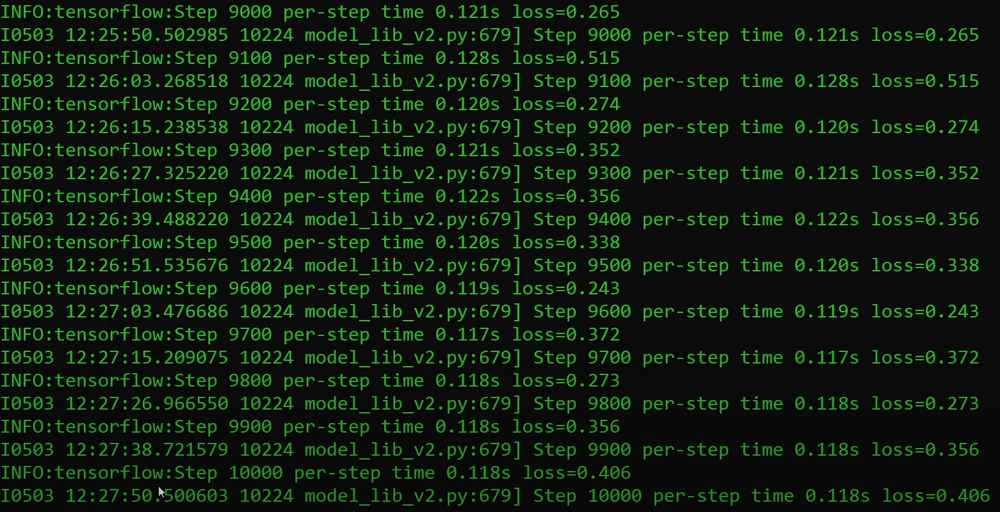 INFO:tensorflow:Step 9000 per-step time 0.121s loss=0.265
I0503 12:25:50.502985 10224 model_lib_v2.py:679] Step 9000 per-step time 0.121s loss=0.265
INFO:tensorflow:Step 9100 per-step time 0.128s loss=0.515
I0503 12:26:03.268518 10224 model_lib_v2.py:679] Step 9100 per-step time 0.128s loss=0.515
INFO:tensorflow:Step 9200 per-step time 0.120s loss=0.274
I0503 12:26:15.238538 10224 model_lib_v2.py:679] Step 9200 per-step time 0.120s loss=0.274
INFO:tensorflow:Step 9300 per-step time 0.121s loss=0.352
I0503 12:26:27.325220 10224 model_lib_v2.py:679] Step 9300 per-step time 0.121s loss=0.352
INFO:tensorflow:Step 9400 per-step time 0.122s loss=0.356
I0503 12:26:39.488220 10224 model_lib_v2.py:679] Step 9400 per-step time 0.122s loss=0.356
INFO:tensorflow:Step 9500 per-step time 0.120s loss=0.338
I0503 12:26:51.535676 10224 model_lib_v2.py:679] Step 9500 per-step time 0.120s loss=0.338
INFO:tensorflow:Step 9600 per-step time 0.119s loss=0.243
I0503 12:27:03.476686 10224 model_lib_v2.py:679] Step 9600 per-step time 0.119s loss=0.243
INFO:tensorflow:Step 9700 per-step time 0.117s loss=0.372
I0503 12:27:15.209075 10224 model_lib_v2.py:679] Step 9700 per-step time 0.117s loss=0.372
INFO:tensorflow:Step 9800 per-step time 0.118s loss=0.273
I0503 12:27:26.966550 10224 model_lib_v2.py:679] Step 9800 per-step time 0.118s loss=0.273
INFO:tensorflow:Step 9900 per-step time 0.118s loss=0.356
I0503 12:27:38.721579 10224 model_lib_v2.py:679] Step 9900 per-step time 0.118s loss=0.356
INFO:tensorflow:Step 10000 per-step time 0.118s loss=0.406
I0503 12:27:50.500603 10224 model_lib_v2.py:679] Step 10000 per-step time 0.118s loss=0.406